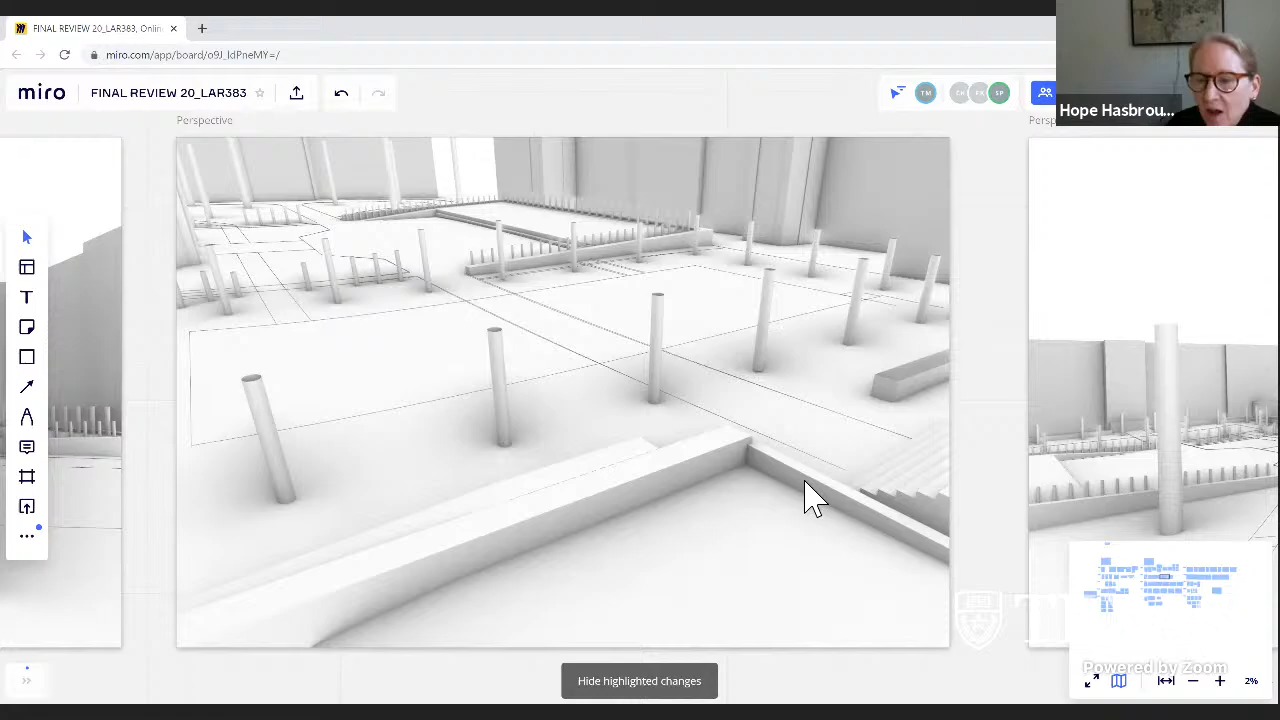 FINAL REVIEW 20_LAR383, Onlin
miro.com/app/board/o9J_ldPneMY=/
miro
FINAL REVIEW 20_LAR383
TM
SP
Hope Hasbrou...
Perspective
Persp
T
Hide highlighted changes
Powered by Zoom
2%